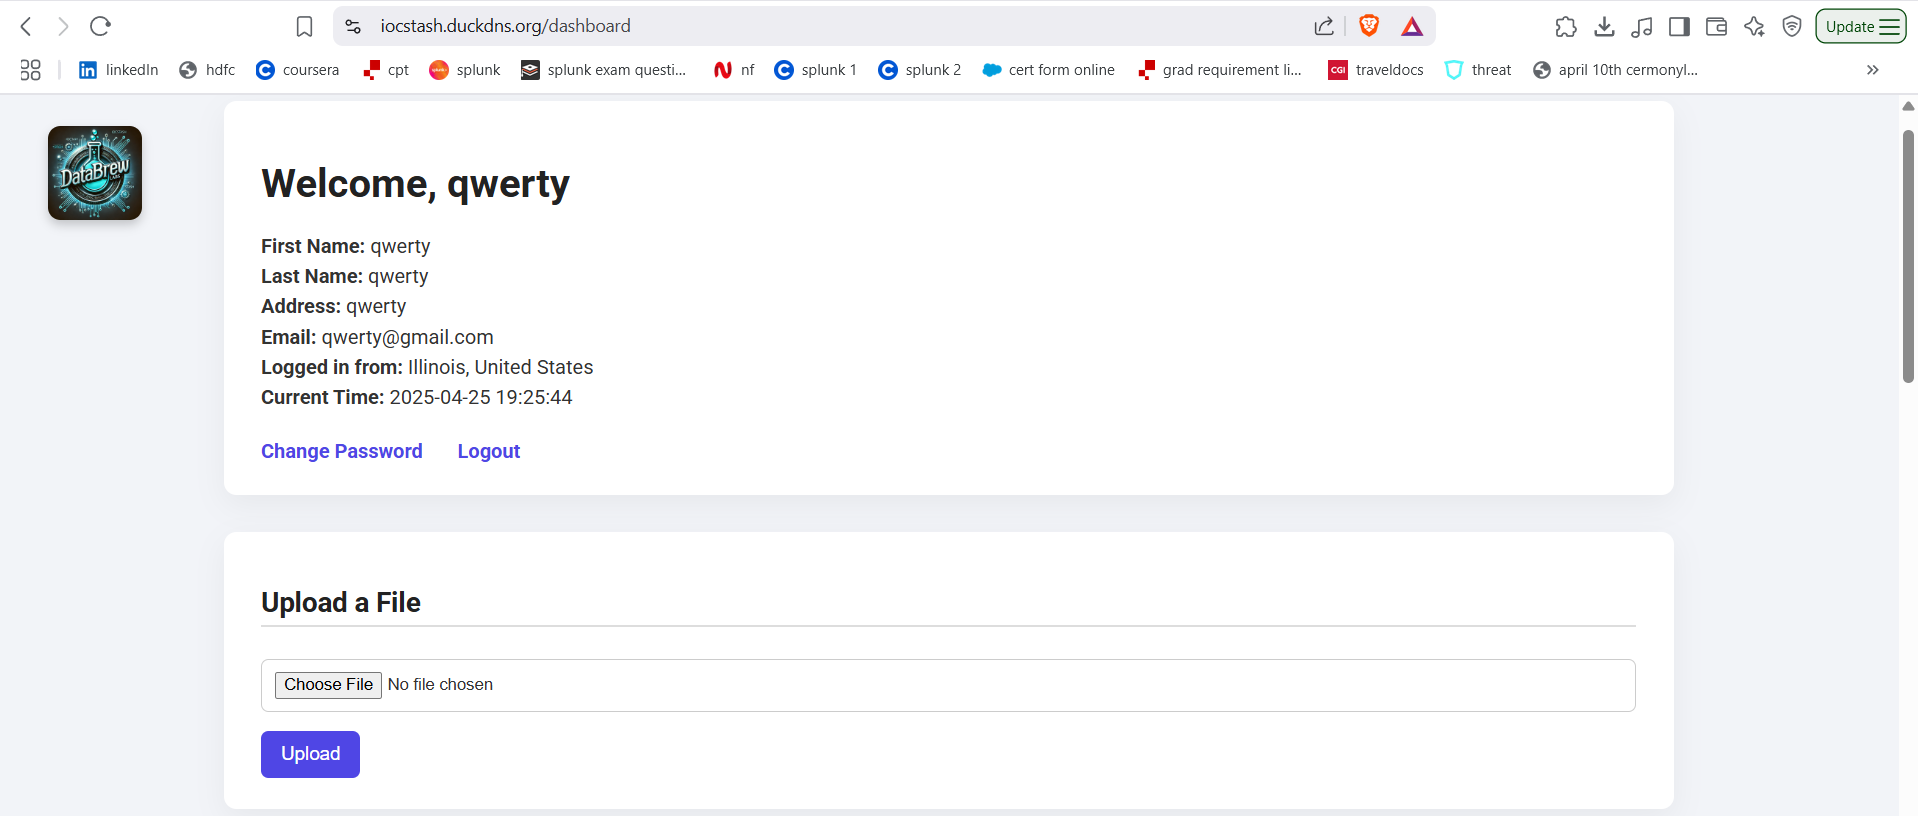 iocstash.duckdns.org/dashboard
Update
linkedIn hdfc coursera cpt splunk splunk exam questi... nf splunk 1 splunk 2 cert form online grad requirement li... CGI traveldocs threat april 10th cermonyl...
DataBrew
LABS
Welcome, qwerty
First Name: qwerty
Last Name: qwerty
Address: qwerty
Email: qwerty@gmail.com
Logged in from: Illinois, United States
Current Time: 2025-04-25 19:25:44
Change Password Logout
Upload a File
Choose File No file chosen
Upload